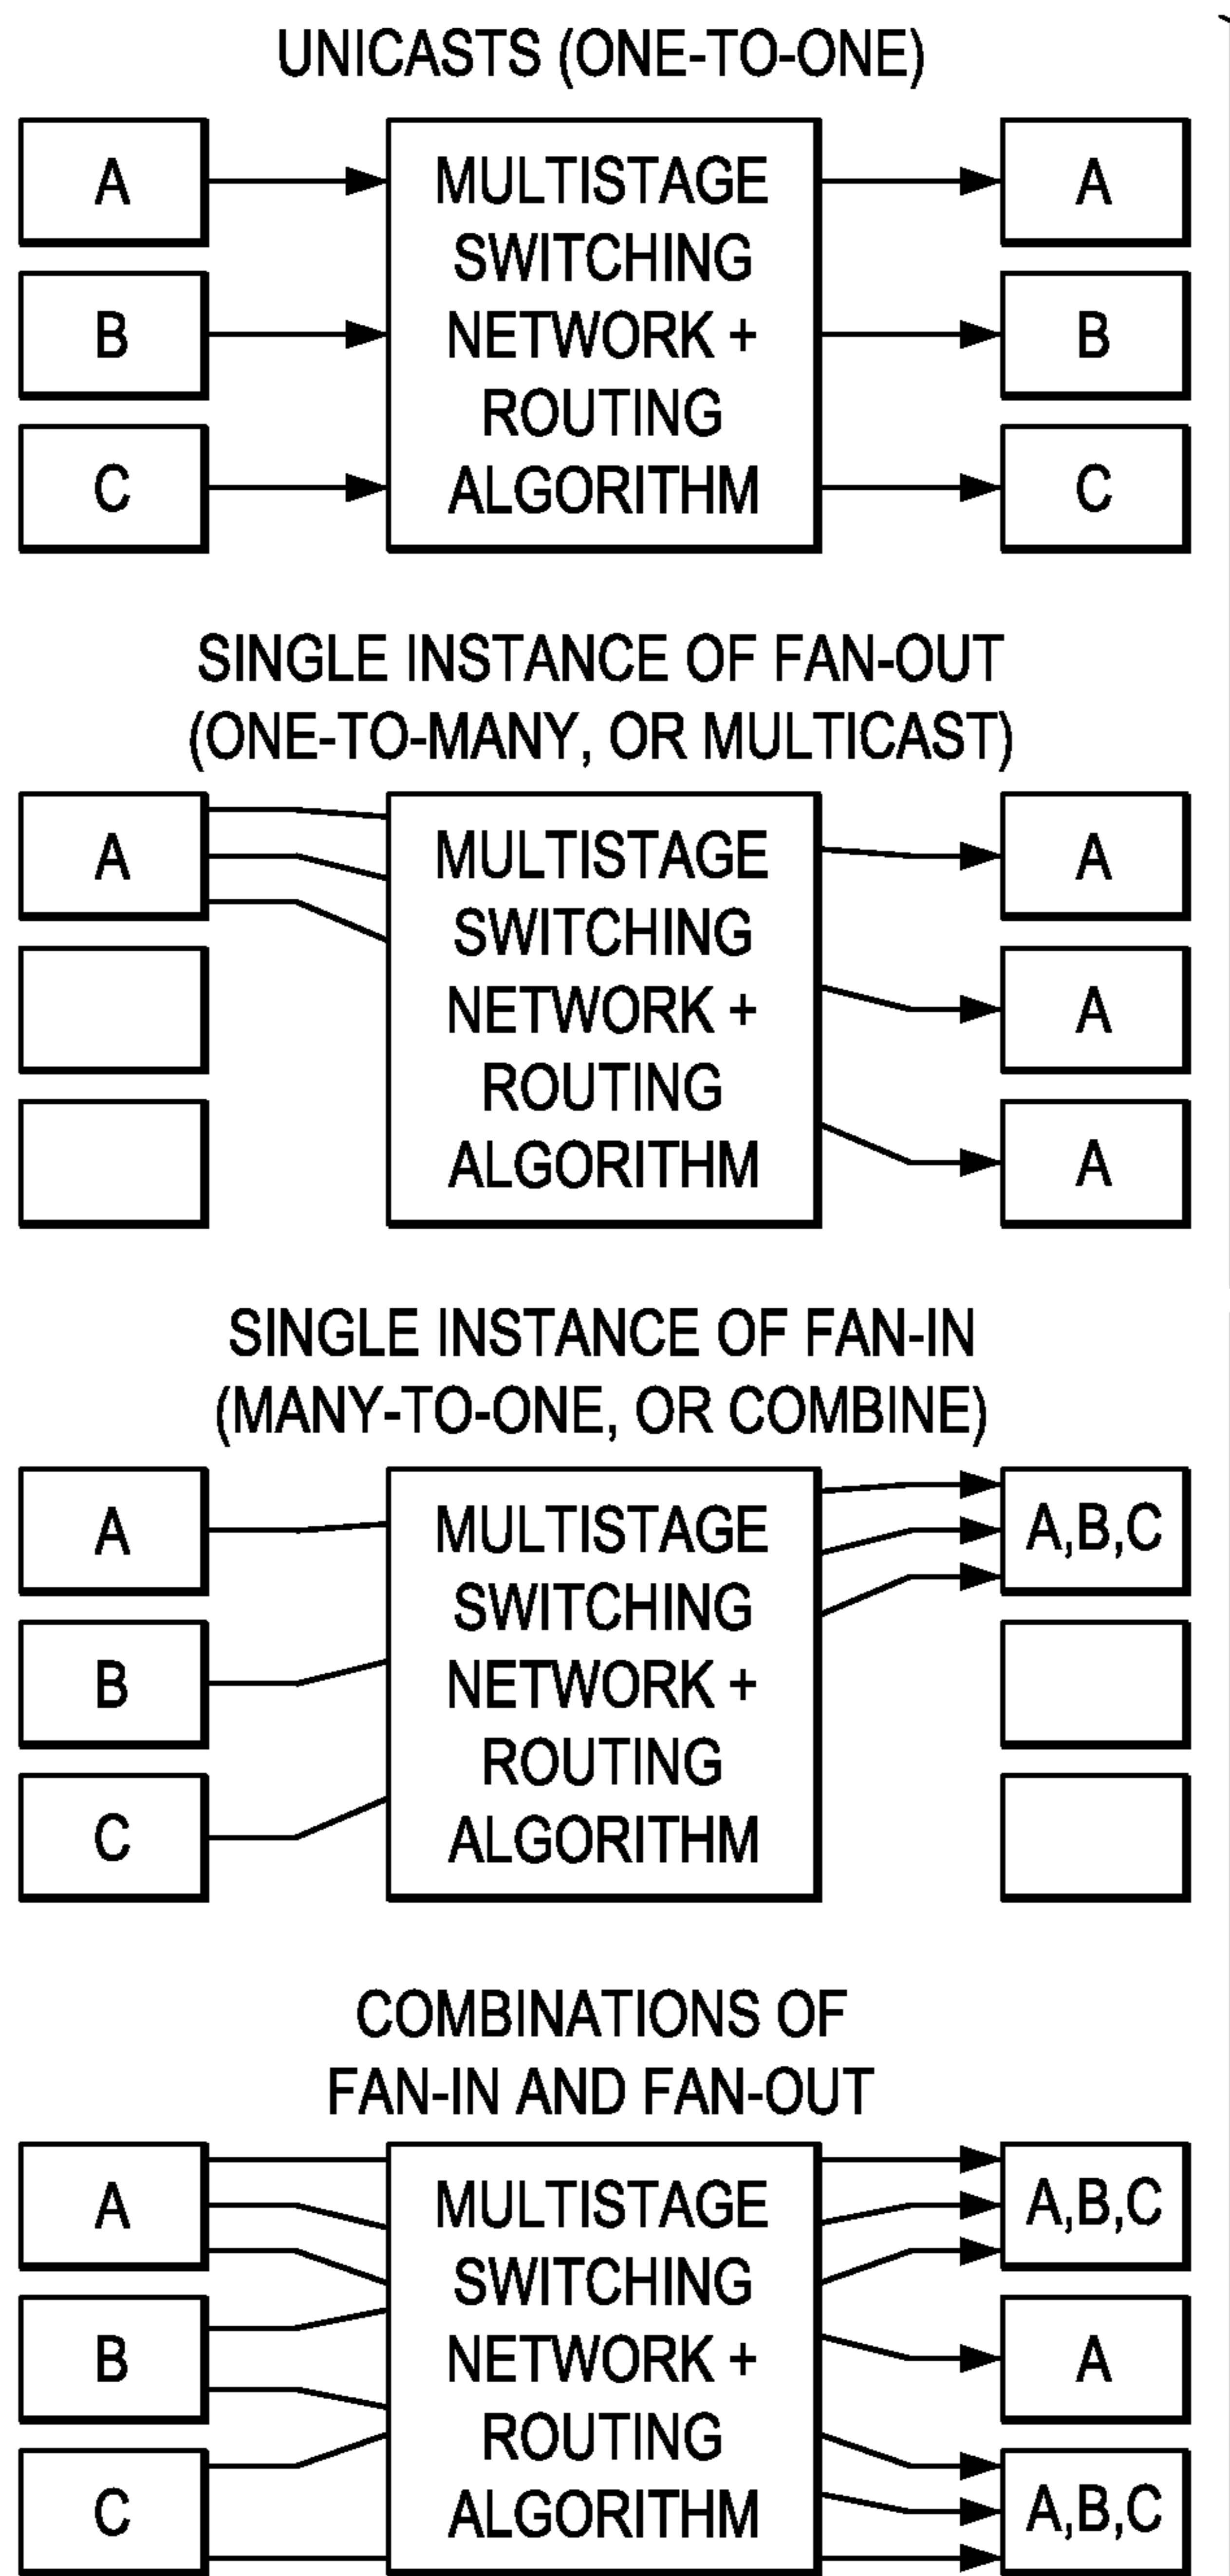 UNICASTS (ONE-TO-ONE)
A
B
C
MULTISTAGE
SWITCHING
NETWORK +
ROUTING
ALGORITHM
A
B
C
SINGLE INSTANCE OF FAN-OUT
(ONE-TO-MANY, OR MULTICAST)
A
MULTISTAGE
SWITCHING
NETWORK +
ROUTING
ALGORITHM
A
A
A
SINGLE INSTANCE OF FAN-IN
(MANY-TO-ONE, OR COMBINE)
A
B
C
MULTISTAGE
SWITCHING
NETWORK +
ROUTING
ALGORITHM
A,B,C
COMBINATIONS OF
FAN-IN AND FAN-OUT
A
B
C
MULTISTAGE
SWITCHING
NETWORK +
ROUTING
ALGORITHM
A,B,C
A
A,B,C